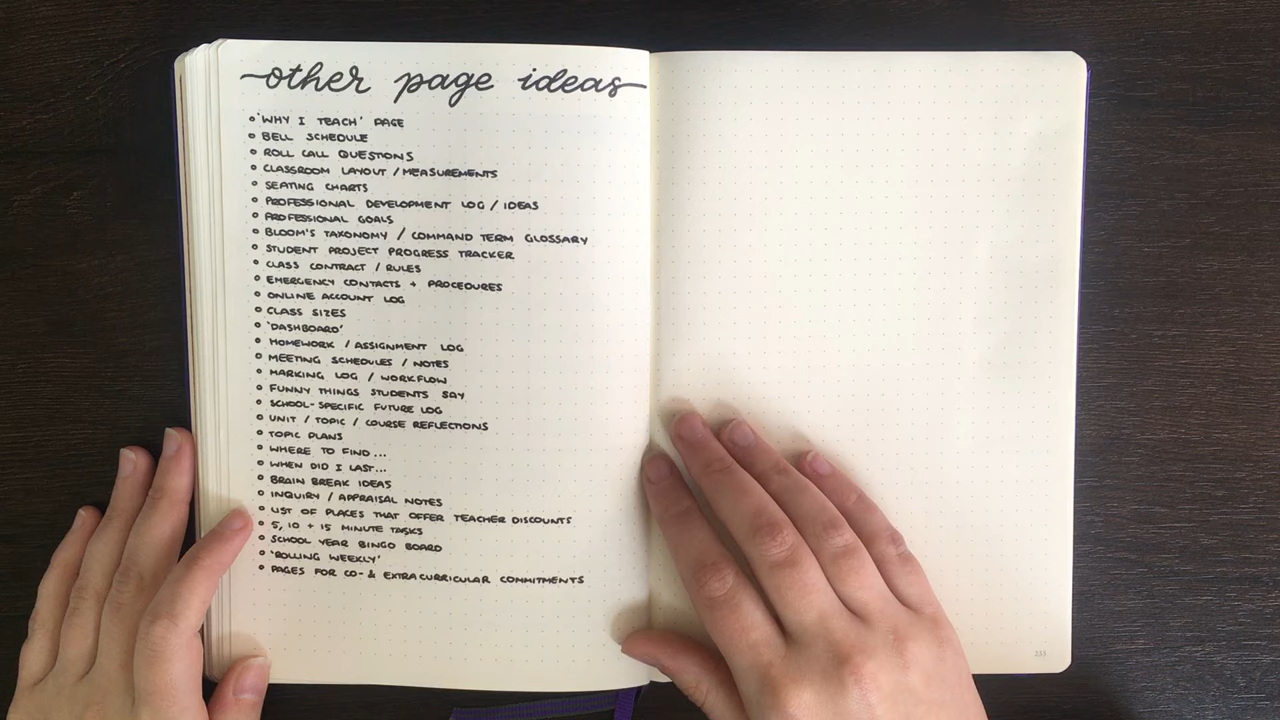 other page ideas
'WHY I TEACH' PAGE
BELL SCHEDULE
ROLL CALL QUESTIONS
CLASSROOM LAYOUT / MEASUREMENTS
SEATING CHARTS
PROFESSIONAL DEVELOPMENT LOG / IDEAS
PROFESSIONAL GOALS
BLOOM'S TAXONOMY / COMMAND TERM GLOSSARY
STUDENT PROJECT PROGRESS TRACKER
CLASS CONTRACT / RULES
EMERGENCY CONTACTS + PROCEDURES
ONLINE ACCOUNT LOG
CLASS SIZES
'DASHBOARD'
HOMEWORK / ASSIGNMENT LOG
MEETING SCHEDULES / NOTES
MARKING LOG / WORKFLOW
FUNNY THINGS STUDENTS SAY
SCHOOL-SPECIFIC FUTURE LOG
UNIT / TOPIC / COURSE REFLECTIONS
TOPIC PLANS
WHERE TO FIND...
WHEN DID I LAST...
BRAIN BREAK IDEAS
INQUIRY / APPRAISAL NOTES
LIST OF PLACES THAT OFFER TEACHER DISCOUNTS
5, 10 + 15 MINUTE TASKS
SCHOOL YEAR BINGO BOARD
'ROLLING WEEKLY'
PAGES FOR CO- & EXTRACURRICULAR COMMITMENTS